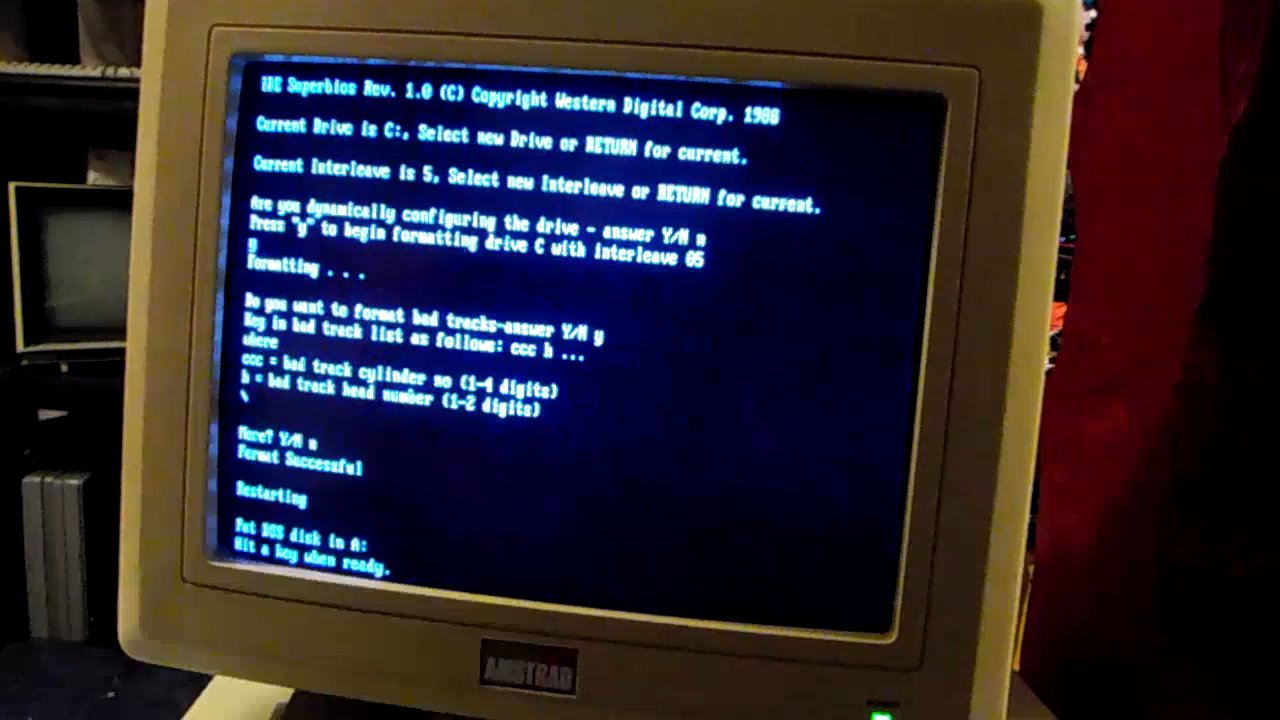 IDE Superbios Rev. 1.0 (C) Copyright Western Digital Corp. 1988
Current Drive is C:, Select new Drive or RETURN for current.
Current Interleave is 5, Select new Interleave or RETURN for current.
Are you dynamically configuring the drive - answer Y/N n
Press "y" to begin formatting drive C with interleave 05
y
Formatting . . .
Do you want to format bad tracks-answer Y/N y
Key in bad track list as follows: ccc h ...
where
ccc = bad track cylinder no (1-4 digits)
h = bad track head number (1-2 digits)
\
More? Y/N n
Format Successful
Restarting
Put DOS disk in A:
Hit a key when ready.
AMSTRAD
POWER